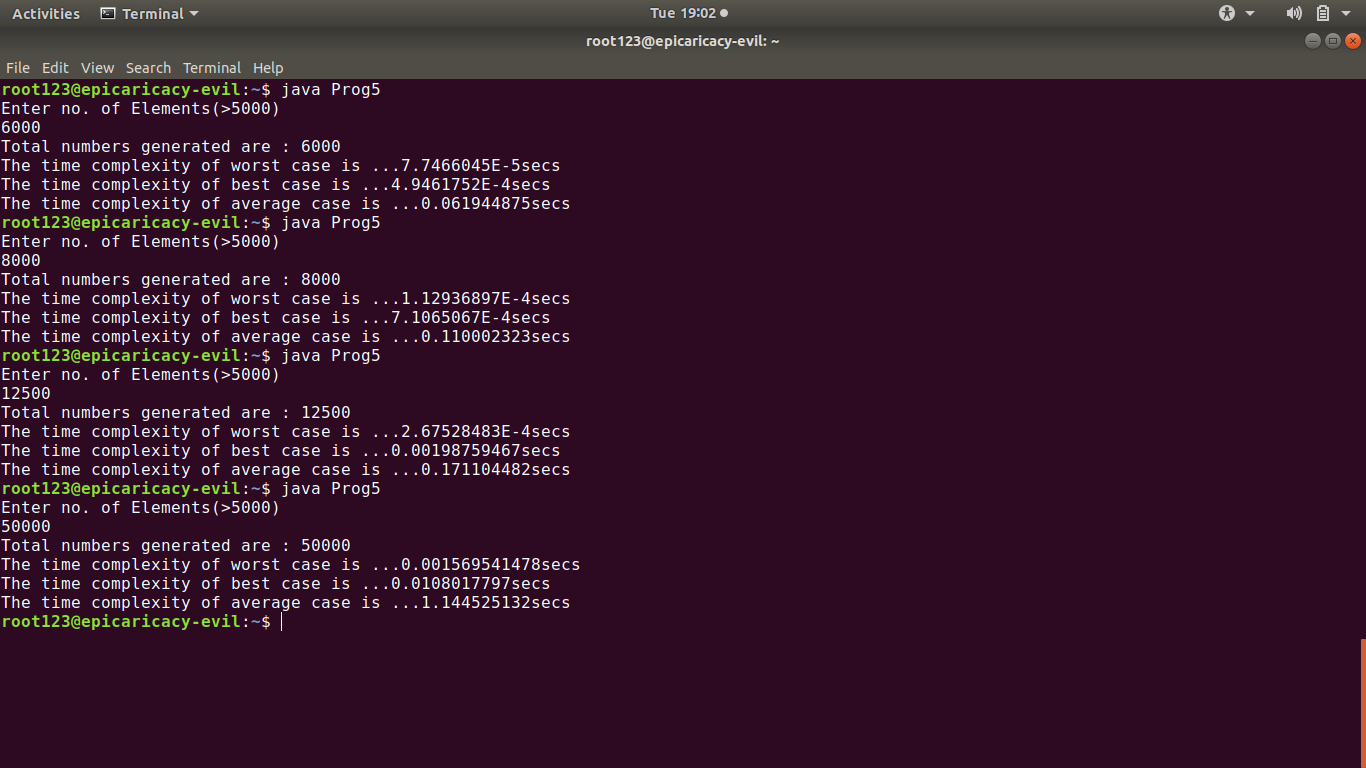 Activities Terminal Tue 19:02
root123@epicaricacy-evil: ~
File Edit View Search Terminal Help
root123@epicaricacy-evil:~$ java Prog5
Enter no. of Elements(>5000)
6000
Total numbers generated are : 6000
The time complexity of worst case is ...7.7466045E-5secs
The time complexity of best case is ...4.9461752E-4secs
The time complexity of average case is ...0.061944875secs
root123@epicaricacy-evil:~$ java Prog5
Enter no. of Elements(>5000)
8000
Total numbers generated are : 8000
The time complexity of worst case is ...1.12936897E-4secs
The time complexity of best case is ...7.1065067E-4secs
The time complexity of average case is ...0.110002323secs
root123@epicaricacy-evil:~$ java Prog5
Enter no. of Elements(>5000)
12500
Total numbers generated are : 12500
The time complexity of worst case is ...2.67528483E-4secs
The time complexity of best case is ...0.00198759467secs
The time complexity of average case is ...0.171104482secs
root123@epicaricacy-evil:~$ java Prog5
Enter no. of Elements(>5000)
50000
Total numbers generated are : 50000
The time complexity of worst case is ...0.001569541478secs
The time complexity of best case is ...0.0108017797secs
The time complexity of average case is ...1.144525132secs
root123@epicaricacy-evil:~$